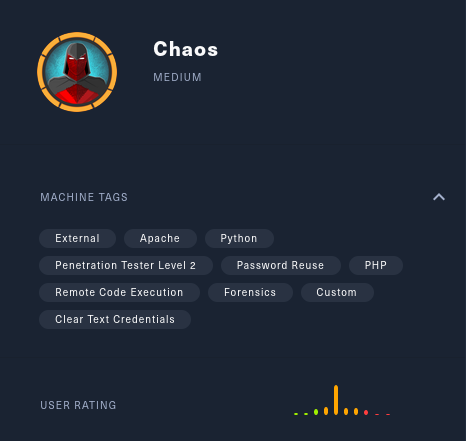 Chaos
MEDIUM
MACHINE TAGS
External Apache Python
Penetration Tester Level 2 Password Reuse PHP
Remote Code Execution Forensics Custom
Clear Text Credentials
USER RATING